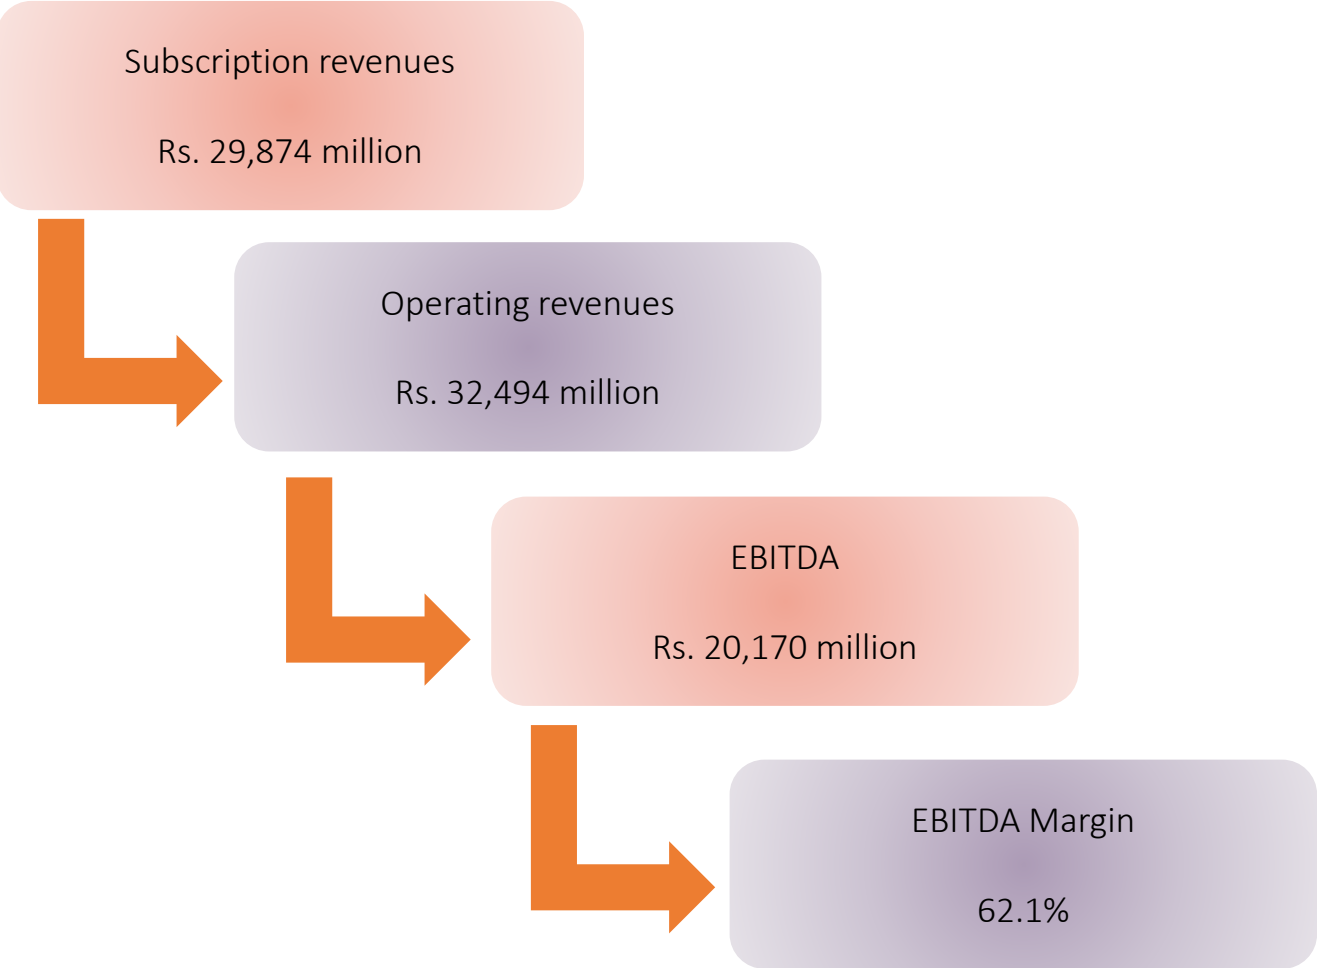 Subscription revenues
Rs. 29,874 million
Operating revenues
Rs. 32,494 million
EBITDA
Rs. 20,170 million
EBITDA Margin
62.1%